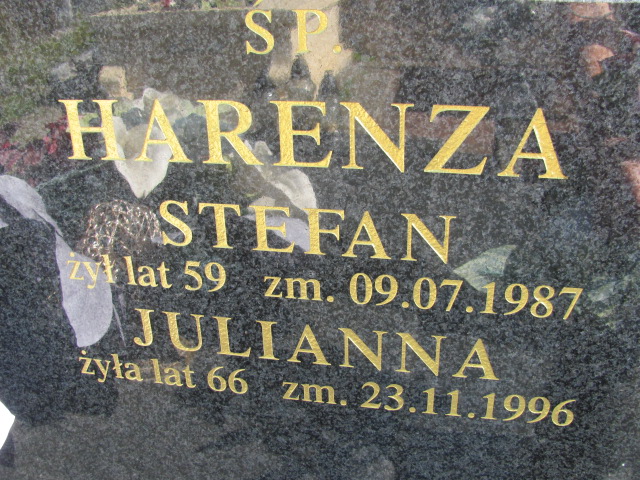 ŚP.
HARENZA
STEFAN
żył lat 59 zm. 09.07.1987
JULIANNA
żyła lat 66 zm. 23.11.1996